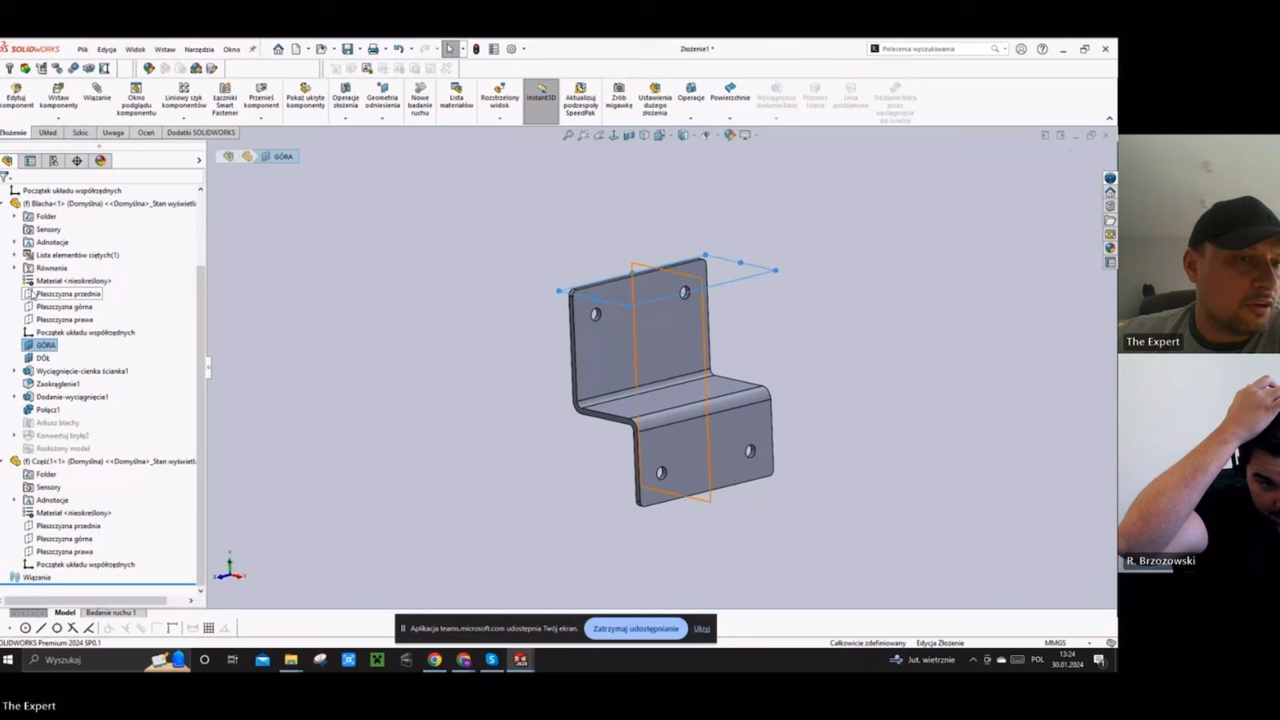 SOLIDWORKS Plik Edycja Widok Wstaw Narzędzia Okno Złożenie1 * Polecenia wyszukiwania
Edytuj komponent
Wstaw komponenty
Wiązanie
Okno podglądu komponentu
Liniowy szyk komponentów
Łączniki Smart Fastener
Przenieś komponent
Pokaż ukryte komponenty
Operacje złożenia
Geometria odniesienia
Nowe badanie ruchu
Lista materiałów
Rozstrzelony widok
Instant3D
Aktualizuj podzespoły SpeedPak
Zrób migawkę
Ustawienia dużego złożenia
Operacje
Powierzchnie
Złożenie Układ Szkic Uwaga Oceń Dodatki SOLIDWORKS
GÓRA
Początek układu współrzędnych
(f) Blacha<1> (Domyślna) <<Domyślna>_Stan wyświetl
Folder
Sensory
Adnotacje
Lista elementów ciętych(1)
Równania
Materiał <nieokreślony>
Płaszczyzna przednia
Płaszczyzna górna
Płaszczyzna prawa
Początek układu współrzędnych
GÓRA
DÓŁ
Wyciągnięcie-cienka ścianka1
Zaokrąglenie1
Dodanie-wyciągnięcie1
Połącz1
Arkusz blachy
Konwertuj bryłę2
Rozłożony model
(f) Część1<1> (Domyślna) <<Domyślna>_Stan wyświetl
Folder
Sensory
Adnotacje
Materiał <nieokreślony>
Płaszczyzna przednia
Płaszczyzna górna
Płaszczyzna prawa
Początek układu współrzędnych
Wiązania
Model Badanie ruchu 1
Aplikacja teams.microsoft.com udostępnia Twój ekran. Zatrzymaj udostępnianie Ukryj
SOLIDWORKS Premium 2024 SP0.1 Całkowicie zdefiniowany Edycja Złożenie MMGS
Wyszukaj Jut. wietrznie POL 13:24
30.01.2024
The Expert
R. Brzozowski
The Expert